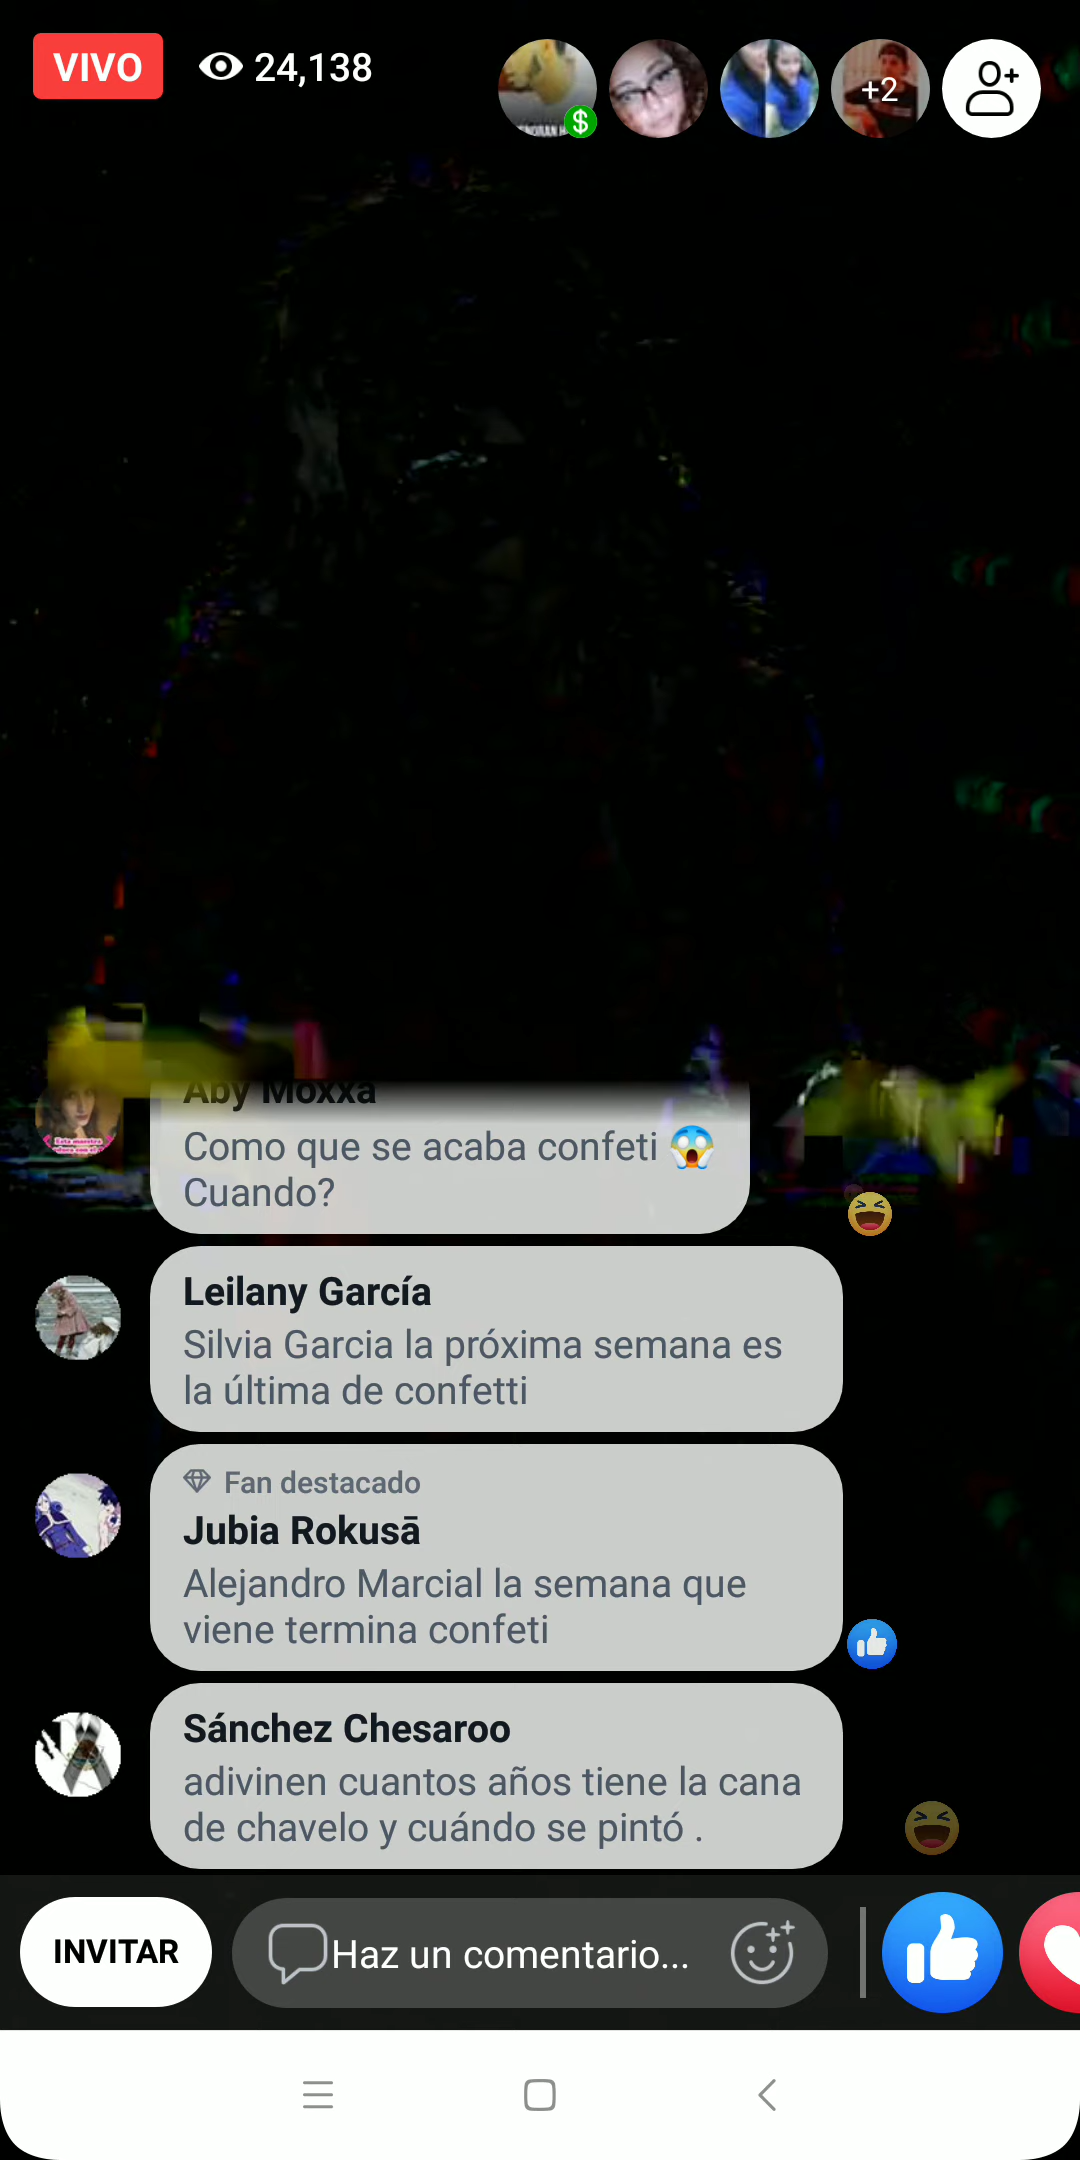 VIVO
24,138
+2
Aby Moxxa
Como que se acaba confeti 😱
Cuando?
Leilany García
Silvia Garcia la próxima semana es
la última de confetti
Fan destacado
Jubia Rokusā
Alejandro Marcial la semana que
viene termina confeti
Sánchez Chesaroo
adivinen cuantos años tiene la cana
de chavelo y cuándo se pintó .
INVITAR
Haz un comentario...